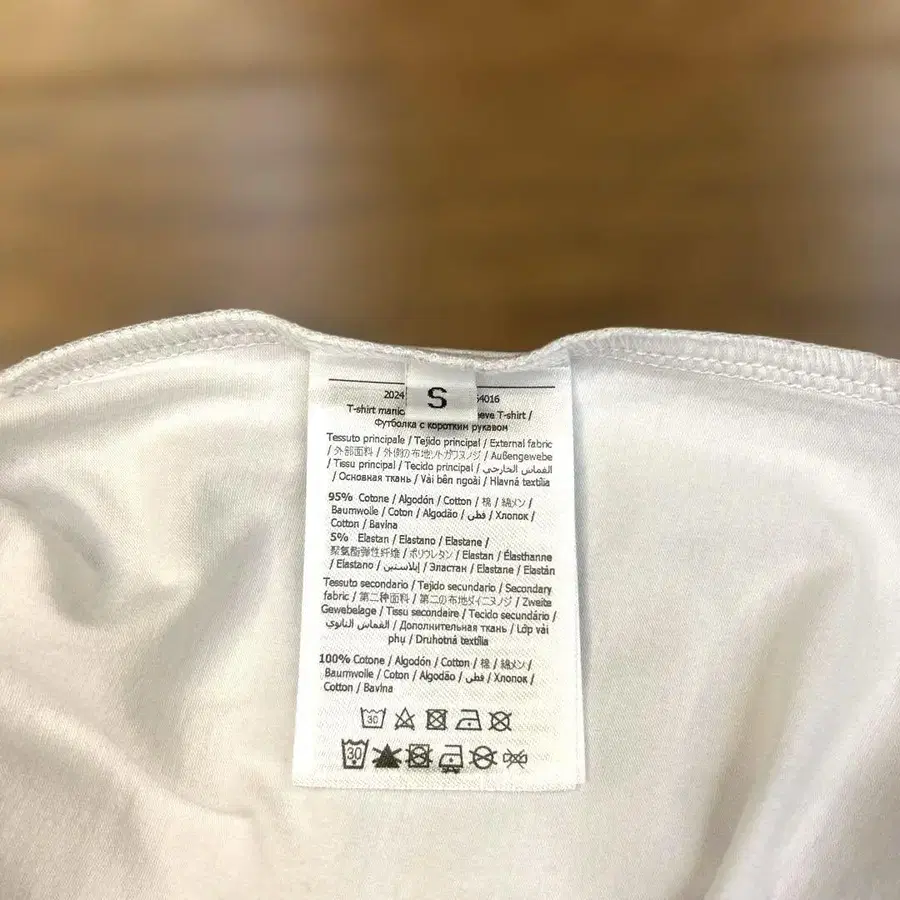 S
2024 54016
T-shirt manic eeve T-shirt /
Футболка с коротким рукавом
Tessuto principale / Tejido principal / External fabric
/ 外部面料 / 外側の布地ソトガワヌノジ / Außengewebe
/ Tissu principal / Tecido principal / القماش الخارجي
/ Основная ткань / Vải bên ngoài / Hlavná textília
95% Cotone / Algodón / Cotton / 棉 / 綿メン /
Baumwolle / Coton / Algodão / قطن / Хлопок /
Cotton / Bavlna
5% Elastan / Elastano / Elastane /
聚氨酯弹性纤维 / ポリウレタン / Elastan / Élasthanne
/ Elastano / إيلاستين / Эластан / Elastane / Elastán
Tessuto secondario / Tejido secundario / Secondary
fabric / 第二种面料 / 第二の布地ダイニヌノジ / Zweite
Gewebelage / Tissu secondaire / Tecido secundário /
القماش الثانوي / Дополнительная ткань / Lớp vải
phụ / Druhotná textília
100% Cotone / Algodón / Cotton / 棉 / 綿メン /
Baumwolle / Coton / Algodão / قطن / Хлопок /
Cotton / Bavlna
30
30